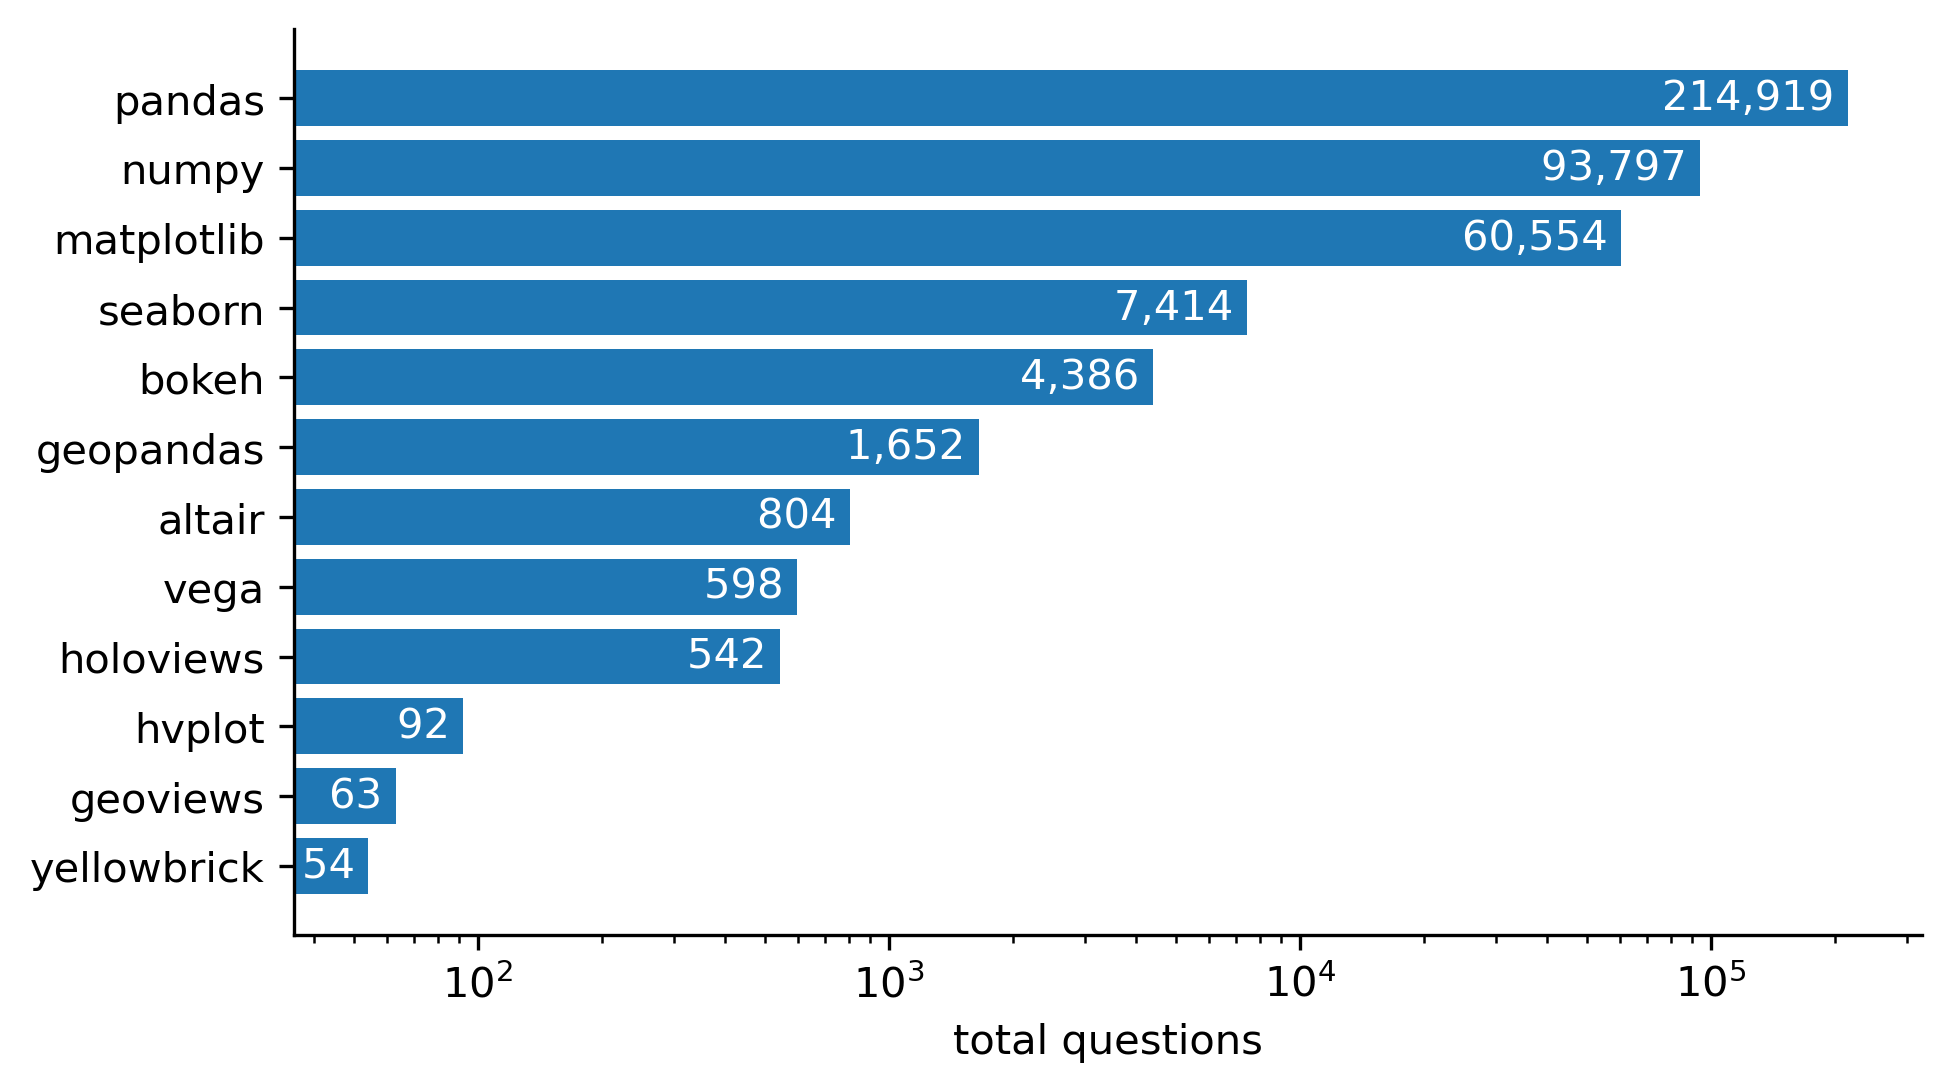 pandas 214,919
numpy 93,797
matplotlib 60,554
seaborn 7,414
bokeh 4,386
geopandas 1,652
altair 804
vega 598
holoviews 542
hvplot 92
geoviews 63
yellowbrick 54
10² 10³ 10⁴ 10⁵
total questions